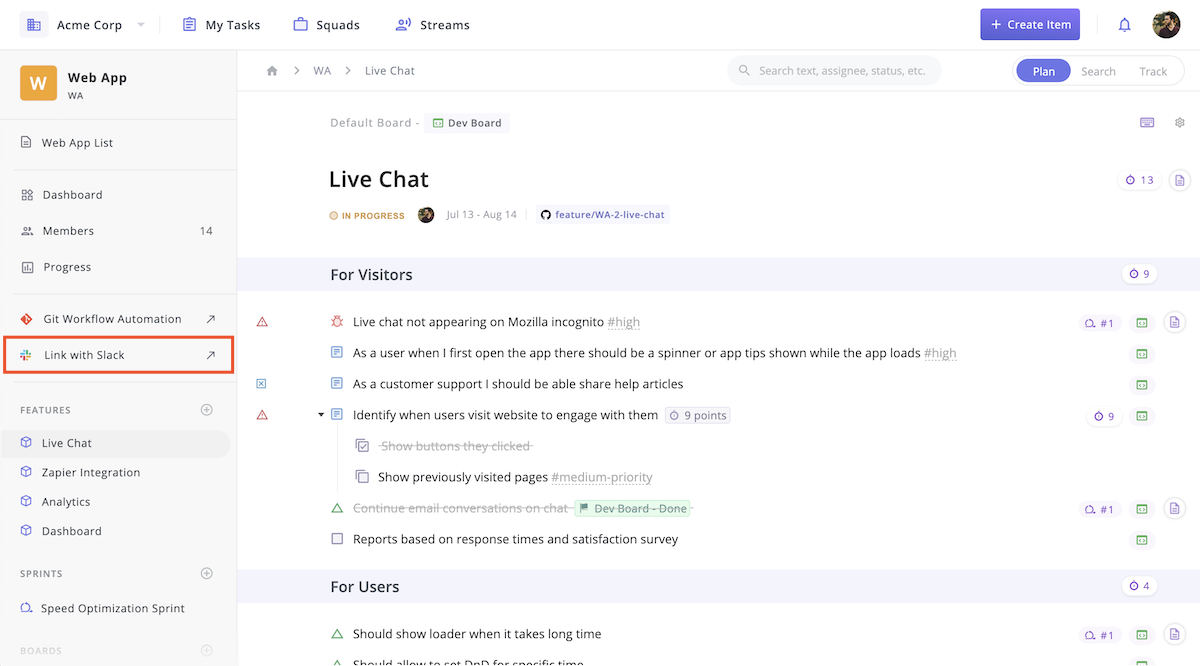 Acme Corp
My Tasks
Squads
Streams
+ Create Item
W
Web App
WA
WA
Live Chat
Search text, assignee, status, etc.
Plan
Search
Track
Web App List
Dashboard
Members 14
Progress
Git Workflow Automation
Link with Slack
FEATURES
Live Chat
Zapier Integration
Analytics
Dashboard
SPRINTS
Speed Optimization Sprint
BOARDS
Default Board - Dev Board
Live Chat 13
IN PROGRESS Jul 13 - Aug 14 feature/WA-2-live-chat
For Visitors 9
Live chat not appearing on Mozilla incognito #high #1
As a user when I first open the app there should be a spinner or app tips shown while the app loads #high
As a customer support I should be able share help articles
Identify when users visit website to engage with them 9 points 9
Show buttons they clicked
Show previously visited pages #medium-priority
Continue email conversations on chat Dev Board - Done #1
Reports based on response times and satisfaction survey
For Users 4
Should show loader when it takes long time #1
Should allow to set DnD for specific time